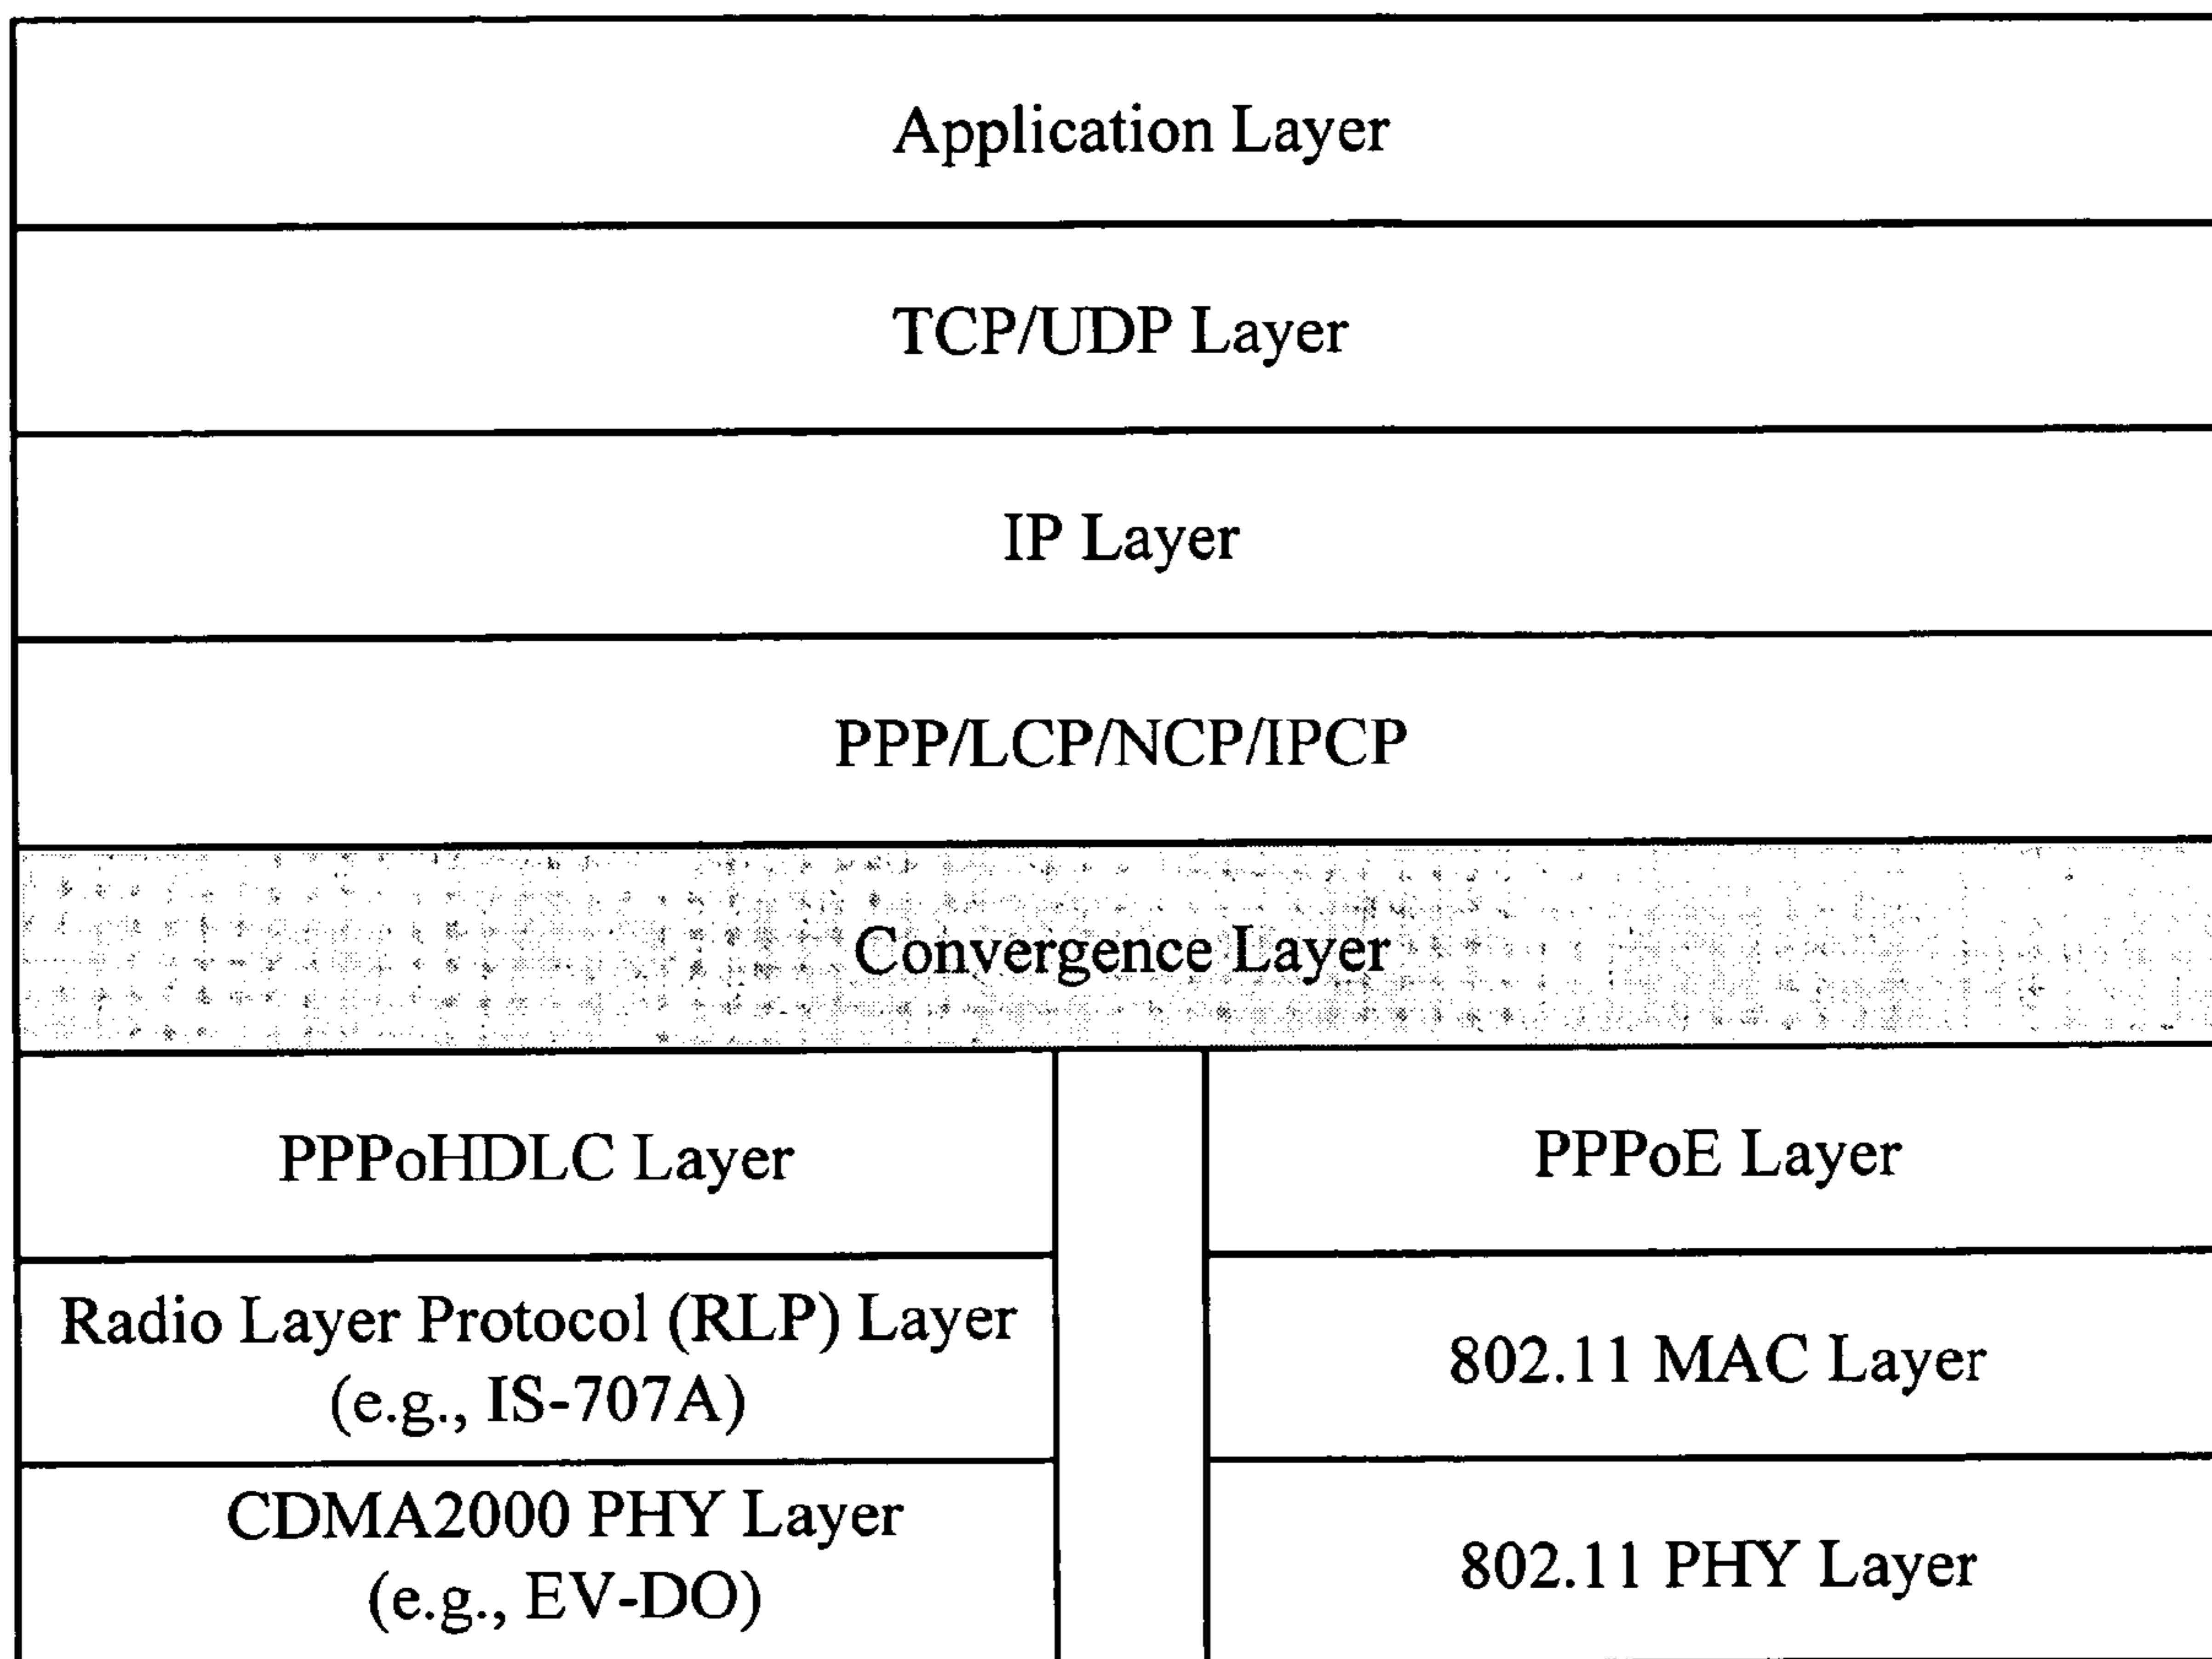 Application Layer
TCP/UDP Layer
IP Layer
PPP/LCP/NCP/IPCP
Convergence Layer
PPPoHDLC Layer
Radio Layer Protocol (RLP) Layer
(e.g., IS-707A)
CDMA2000 PHY Layer
(e.g., EV-DO)
PPPoE Layer
802.11 MAC Layer
802.11 PHY Layer